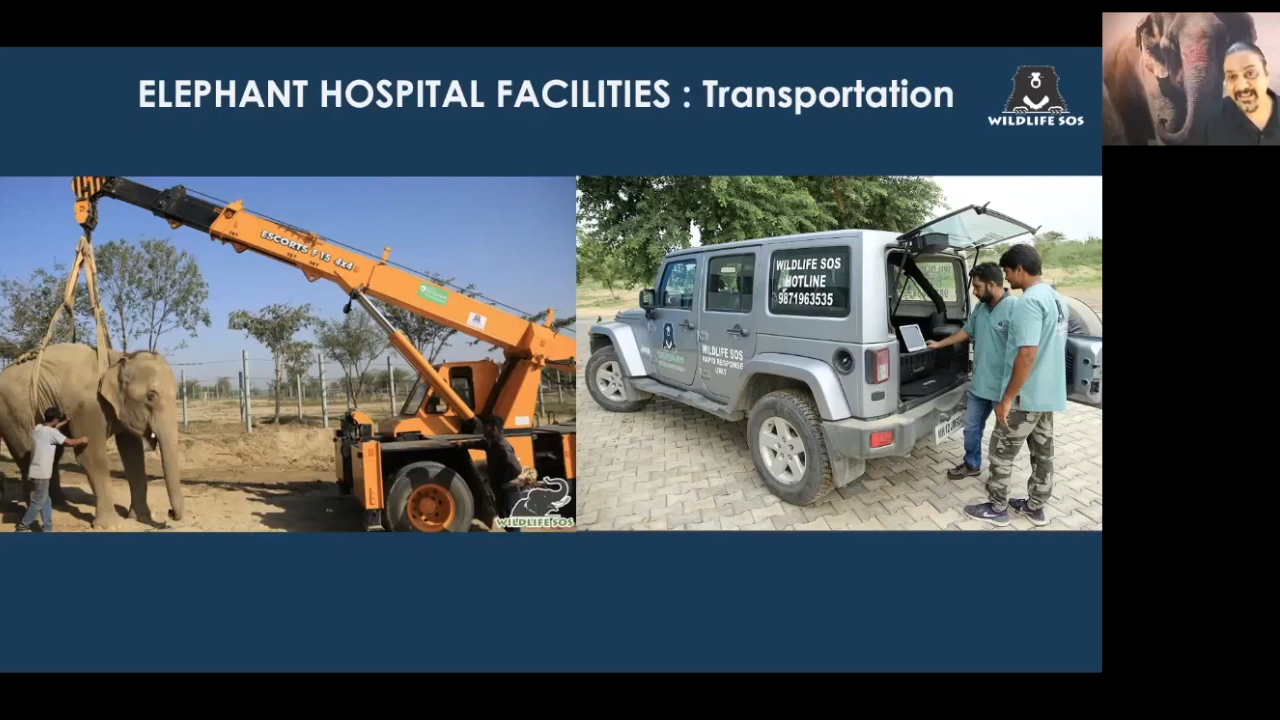 ELEPHANT HOSPITAL FACILITIES : Transportation
WILDLIFE SOS
ESCORTS F15 4x4
WILDLIFE SOS
WILDLIFE SOS
HOTLINE
9871963535
WILDLIFE SOS
RAPID RESPONSE
UNIT